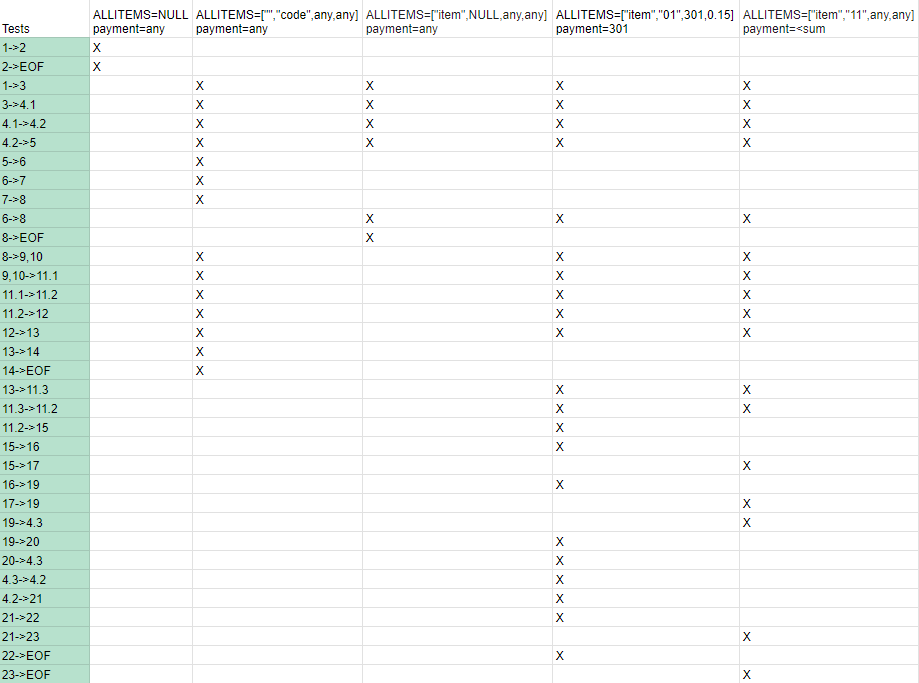 ALLITEMS=NULL ALLITEMS=["","code",any,any] ALLITEMS=["item",NULL,any,any] ALLITEMS=["item","01",301,0.15] ALLITEMS=["item","11",any,any]
Tests payment=any payment=any payment=any payment=301 payment=<sum
1->2 X
2->EOF X
1->3 X X X X
3->4.1 X X X X
4.1->4.2 X X X X
4.2->5 X X X X
5->6 X
6->7 X
7->8 X
6->8 X X X
8->EOF X
8->9,10 X X X
9,10->11.1 X X X
11.1->11.2 X X X
11.2->12 X X X
12->13 X X X
13->14 X
14->EOF X
13->11.3 X X
11.3->11.2 X X
11.2->15 X
15->16 X
15->17 X
16->19 X
17->19 X
19->4.3 X
19->20 X
20->4.3 X
4.3->4.2 X
4.2->21 X
21->22 X
21->23 X
22->EOF X
23->EOF X